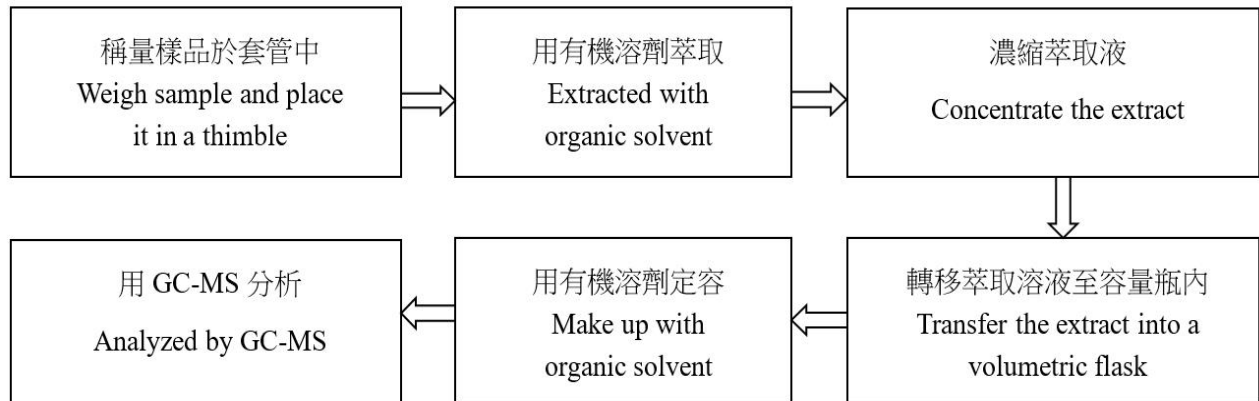 稱量樣品於套管中
Weigh sample and place
it in a thimble
用有機溶劑萃取
Extracted with
organic solvent
濃縮萃取液
Concentrate the extract
轉移萃取溶液至容量瓶內
Transfer the extract into a
volumetric flask
用有機溶劑定容
Make up with
organic solvent
用 GC-MS 分析
Analyzed by GC-MS